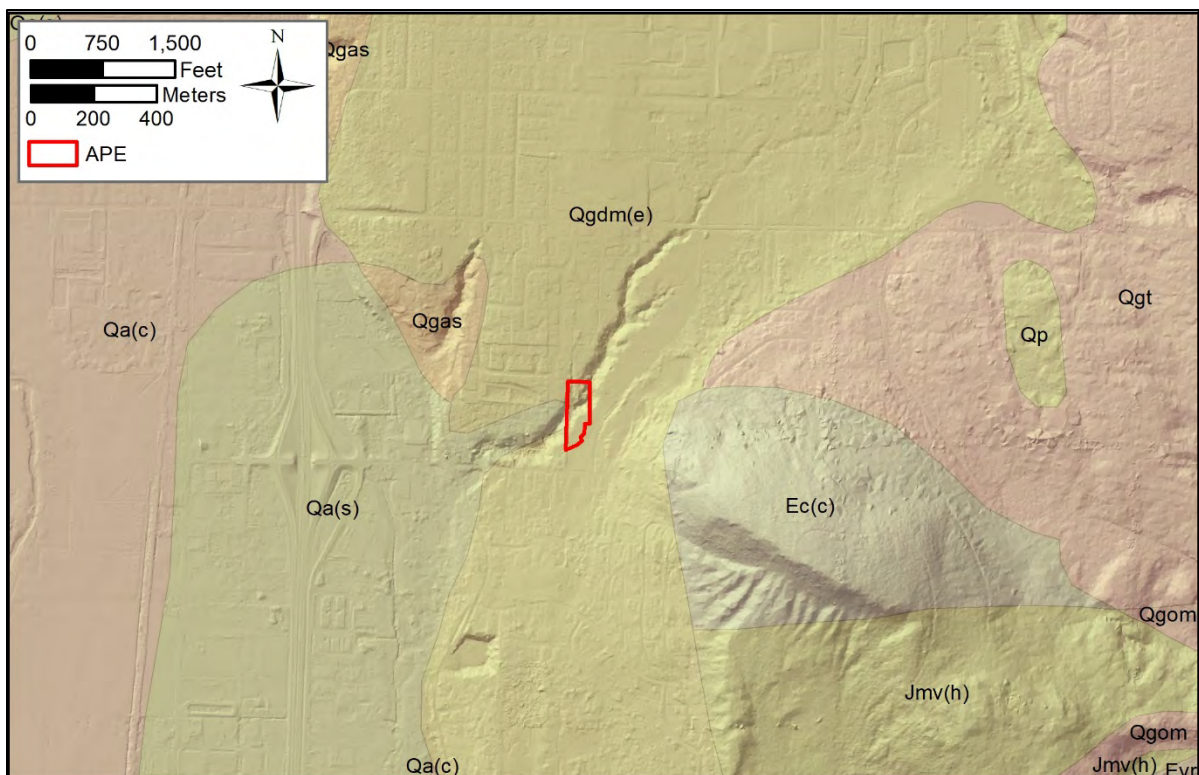 0 750 1,500
Feet
Meters
0 200 400
APE
N
Qgas
Qgdm(e)
Qa(c)
Qgas
Qgt
Qp
Qa(s)
Ec(c)
Qgom
Jmv(h)
Qgom
Qa(c)
Jmv(h)